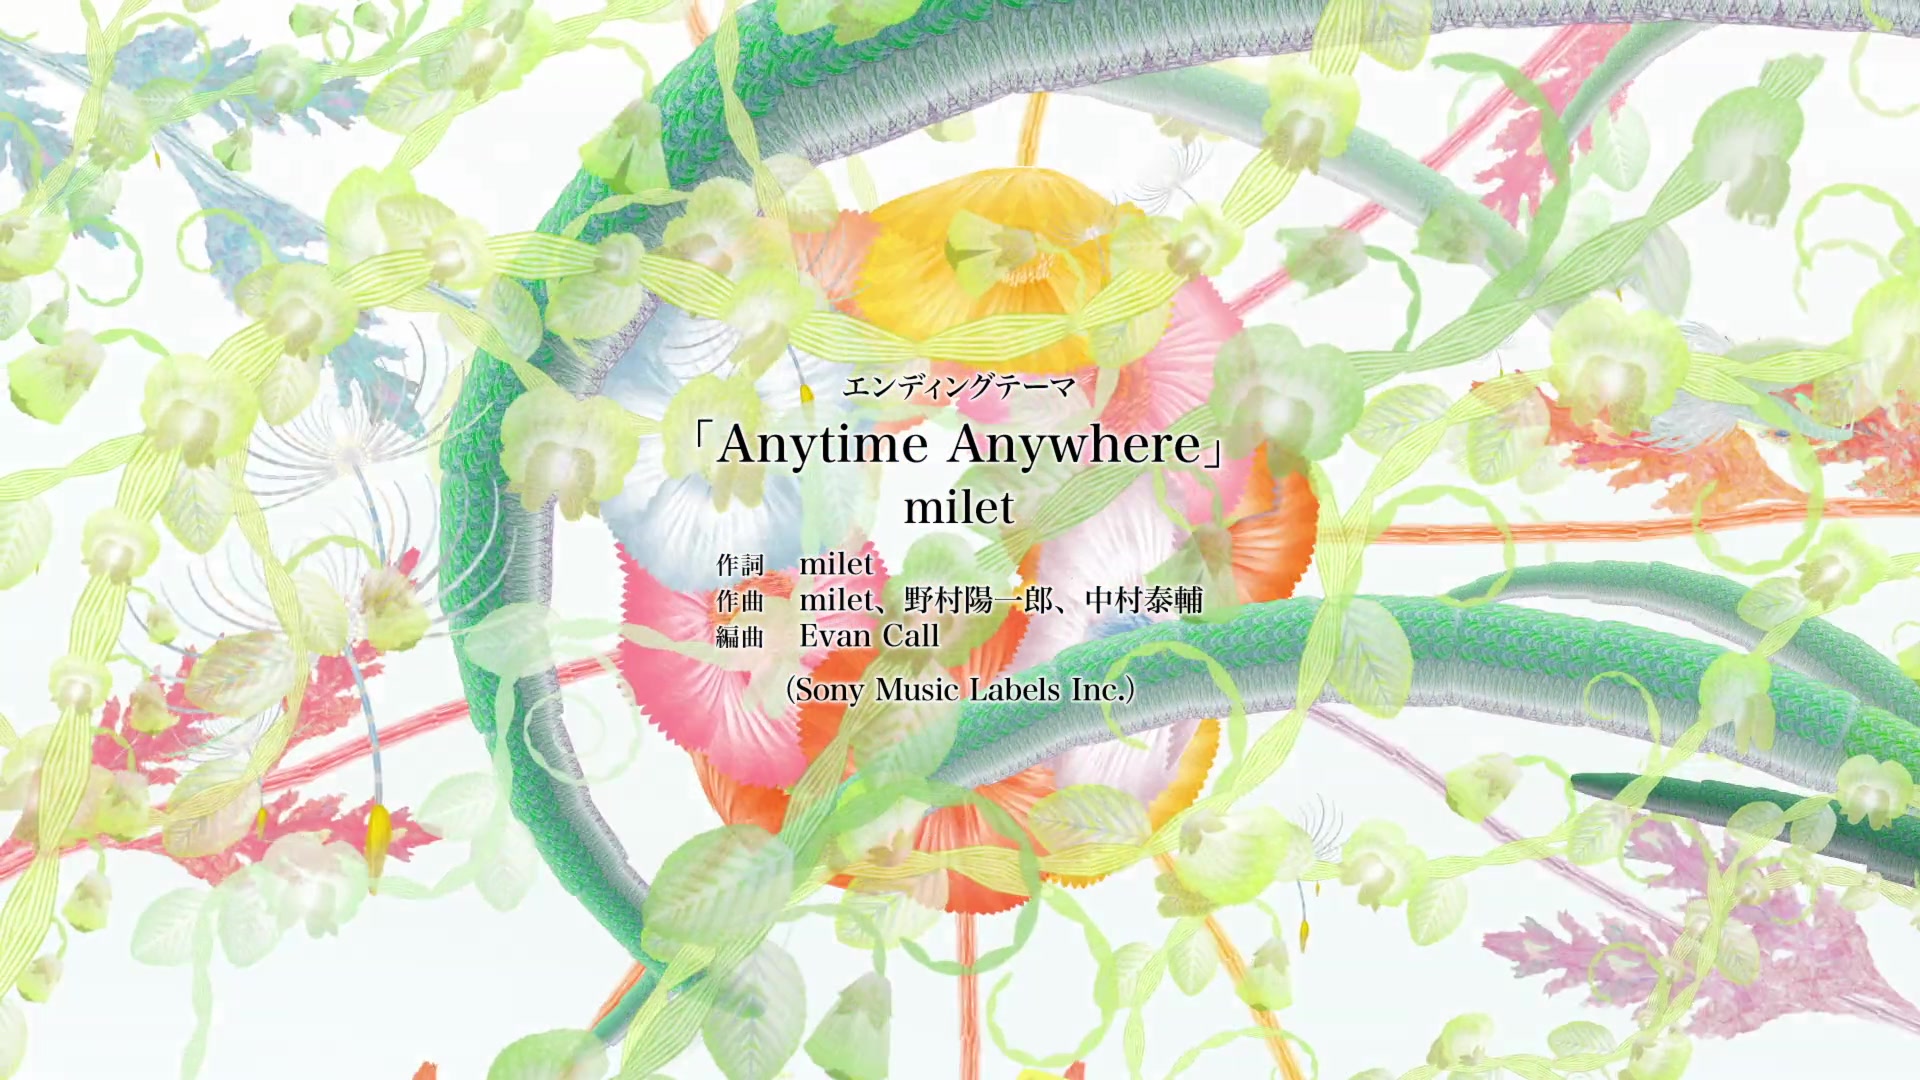 エンディングテーマ
「Anytime Anywhere」
milet
作詞 milet
作曲 milet、野村陽一郎、中村泰輔
編曲 Evan Call
(Sony Music Labels Inc.)